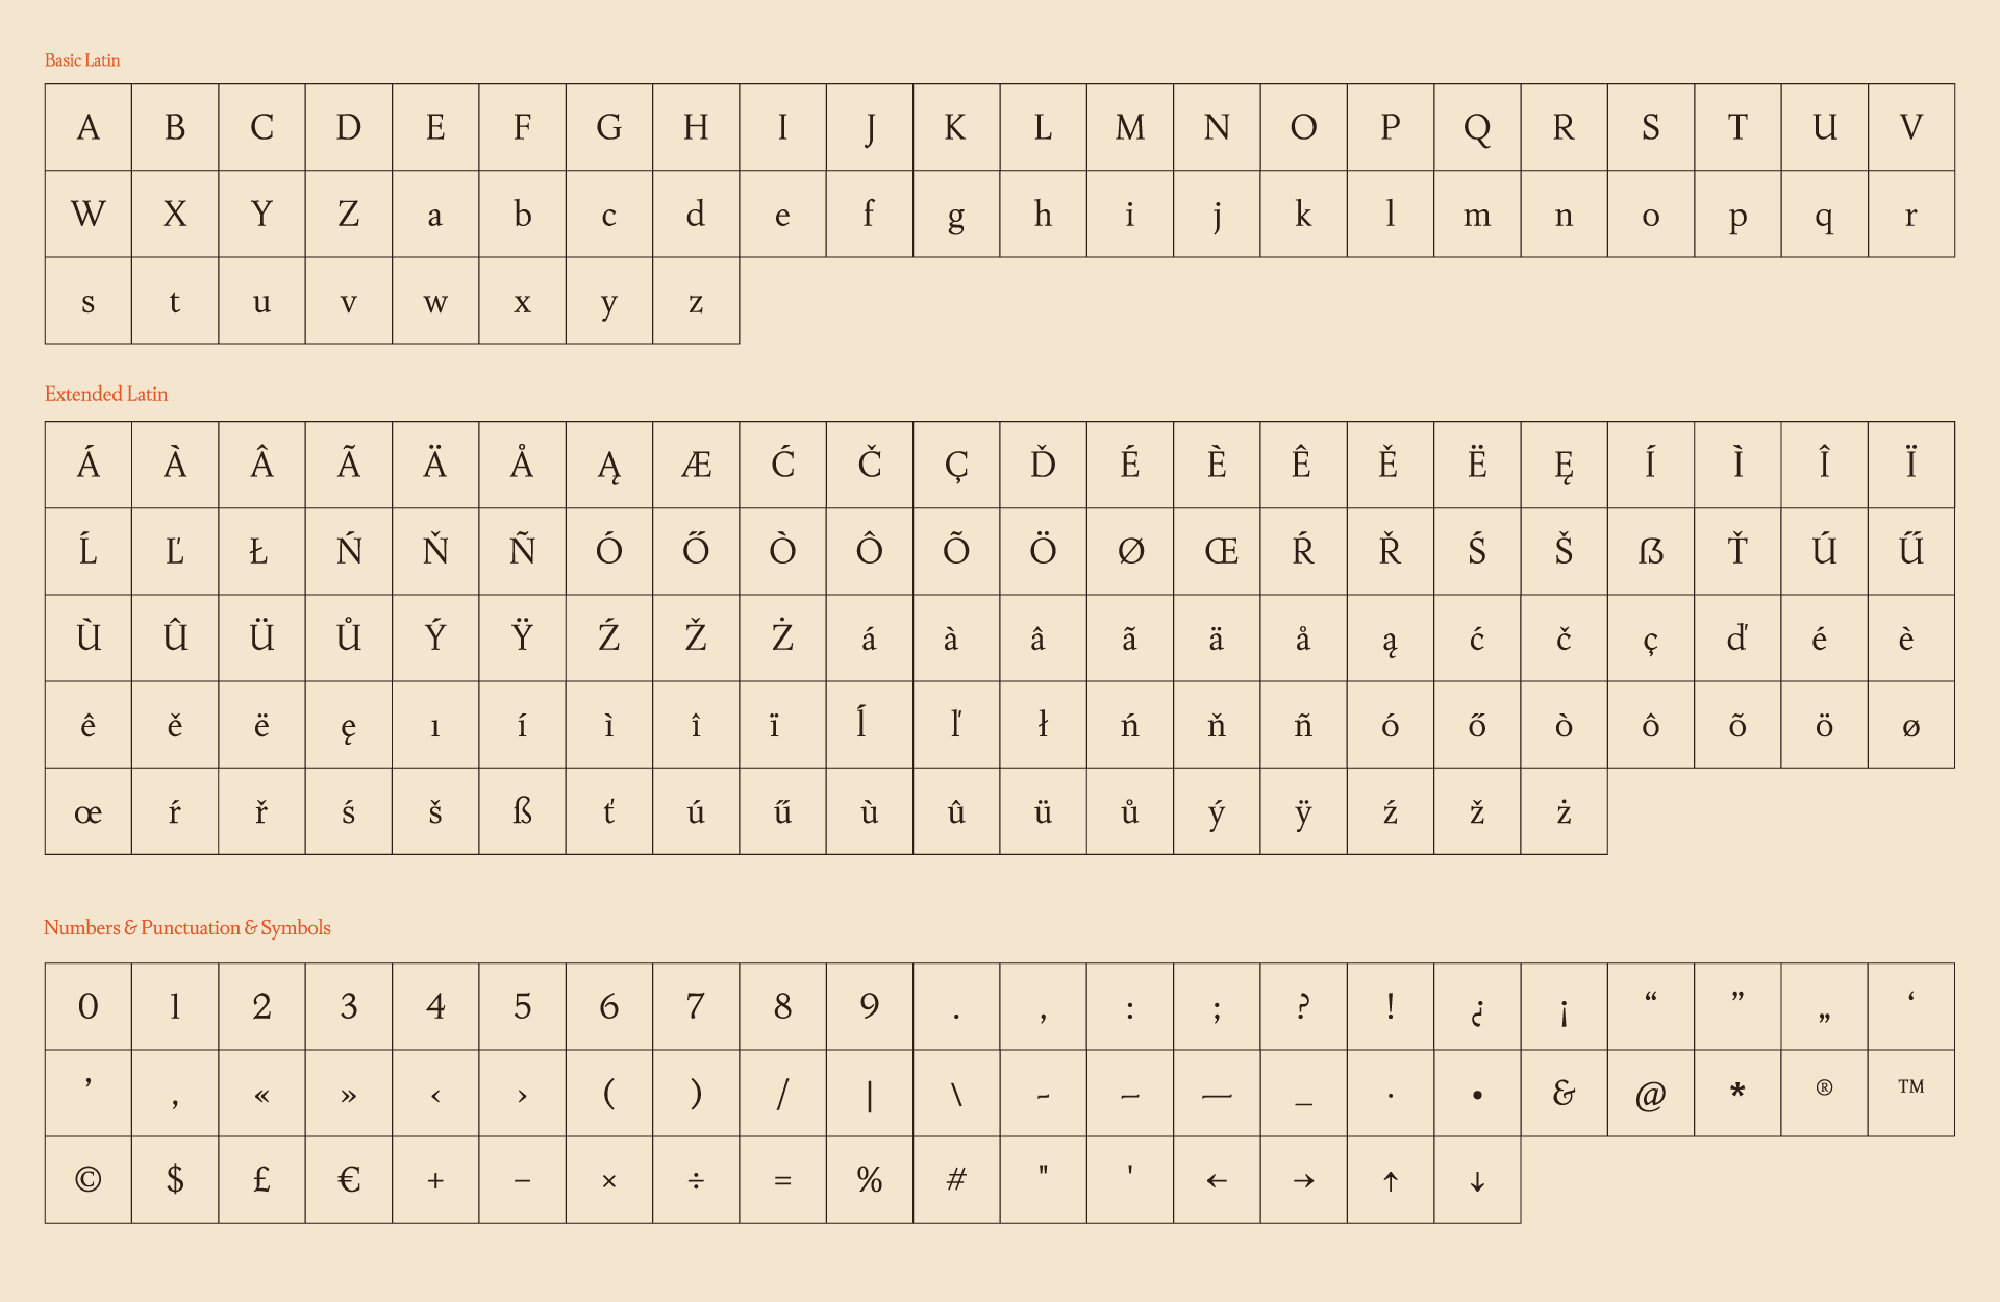 Basic Latin
A B C D E F G H I J K L M N O P Q R S T U V
W X Y Z a b c d e f g h i j k l m n o p q r
s t u v w x y z
Extended Latin
Á À Â Ã Ä Å Ą Æ Ć Č Ç Ď É È Ê Ě Ë Ę Í Ì Î Ï
Ĺ Ľ Ł Ń Ň Ñ Ó Ő Ò Ô Õ Ö Ø Œ Ŕ Ř Ś Š ẞ Ť Ú Ű
Ù Û Ü Ů Ý Ÿ Ź Ž Ż á à â ã ä å ą ć č ç ď é è
ê ě ë ę ı í ì î ï ĺ ľ ł ń ň ñ ó ő ò ô õ ö ø
œ ŕ ř ś š ß ť ú ű ù û ü ů ý ÿ ź ž ż
Numbers & Punctuation & Symbols
0 1 2 3 4 5 6 7 8 9 . , : ; ? ! ¿ ¡ “ ” „ ‘
’ ‚ « » ‹ › ( ) / | \ - – — _ · • & @ * ® ™
© $ £ € + − × ÷ = % # " ' ← → ↑ ↓